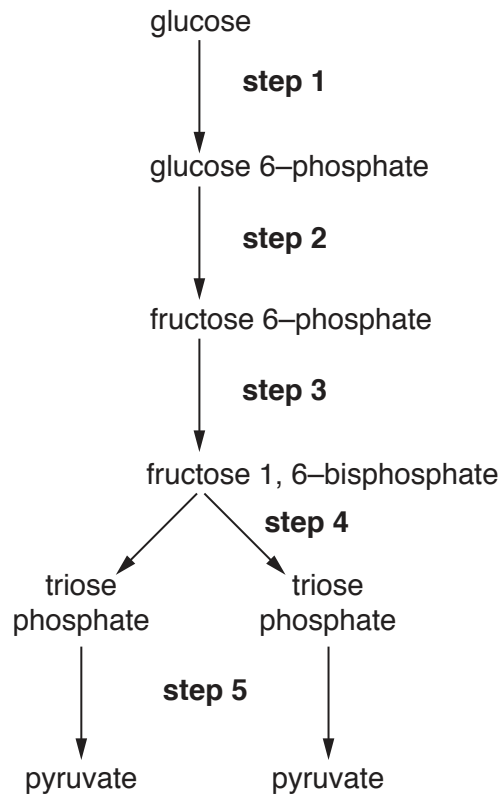 glucose
step 1
glucose 6–phosphate
step 2
fructose 6–phosphate
step 3
fructose 1, 6–bisphosphate
step 4
triose
phosphate
triose
phosphate
step 5
pyruvate
pyruvate